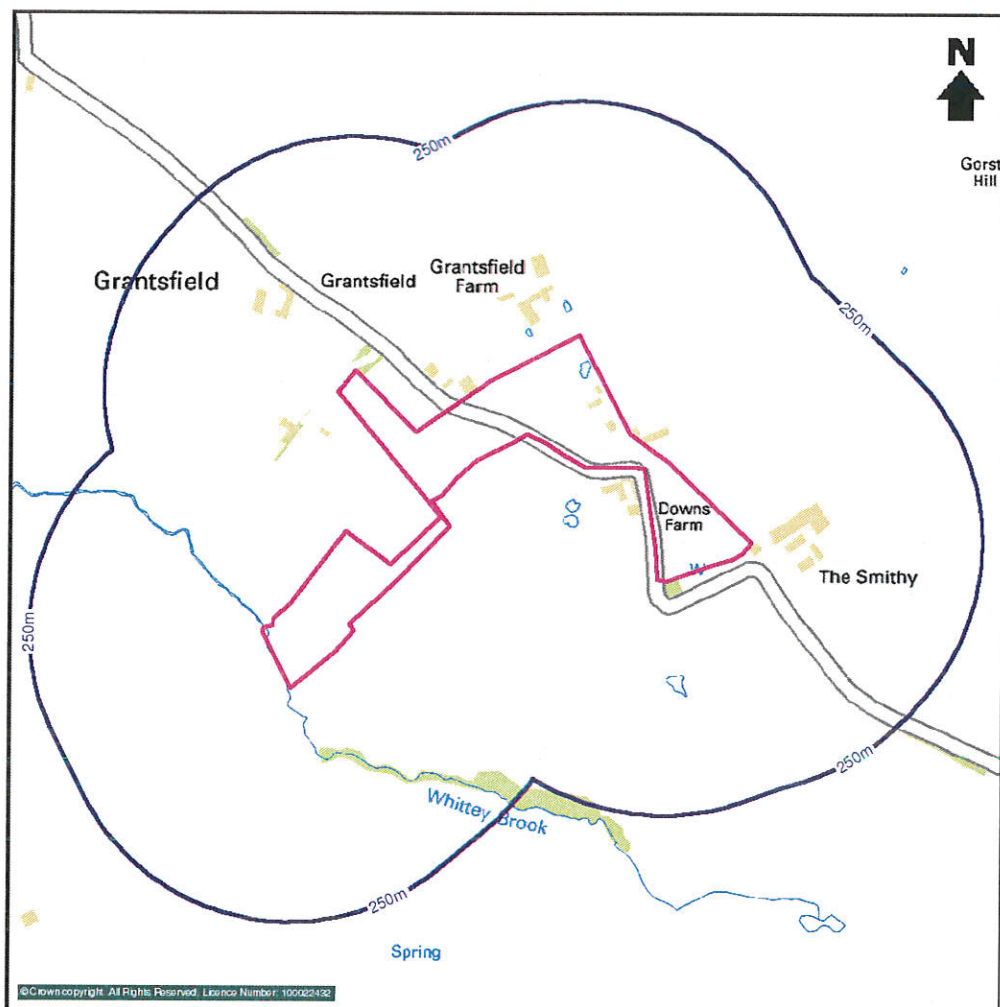 N
Gorst
Hill
250m
Grantsfield
Grantsfield
Grantsfield
Farm
250m
Downs
Farm
W
The Smithy
250m
250m
Whittey Brook
250m
Spring
© Crown copyright. All Rights Reserved. Licence Number: 100022432